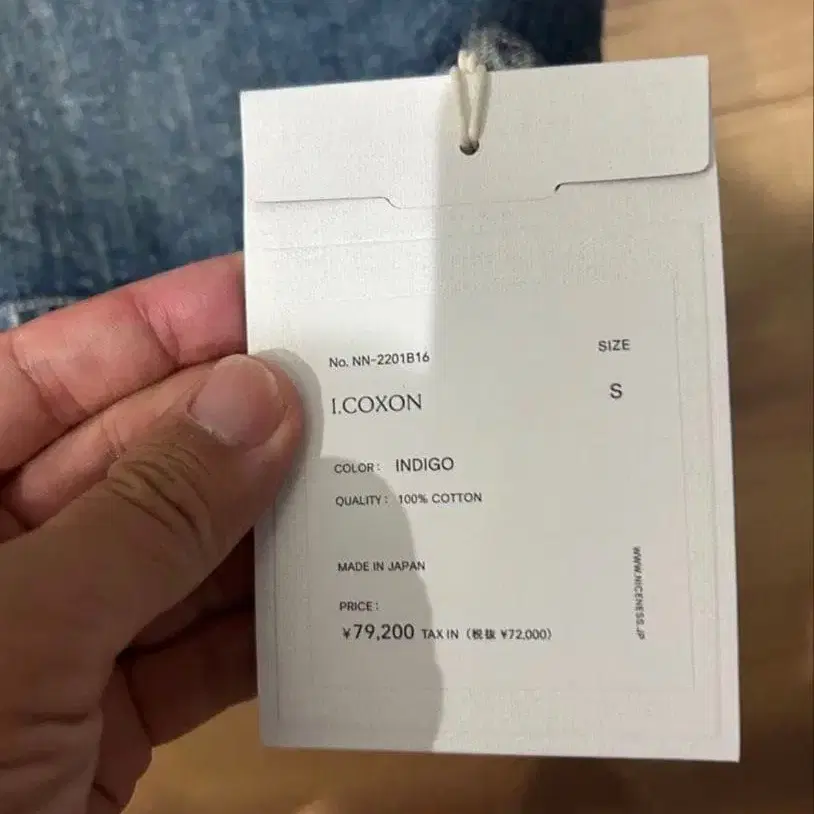 No. NN-2201B16
SIZE
I.COXON
S
COLOR: INDIGO
QUALITY: 100% COTTON
MADE IN JAPAN
PRICE:
¥79,200 TAX IN (税抜 ¥72,000)
WWW.NICENESS.JP